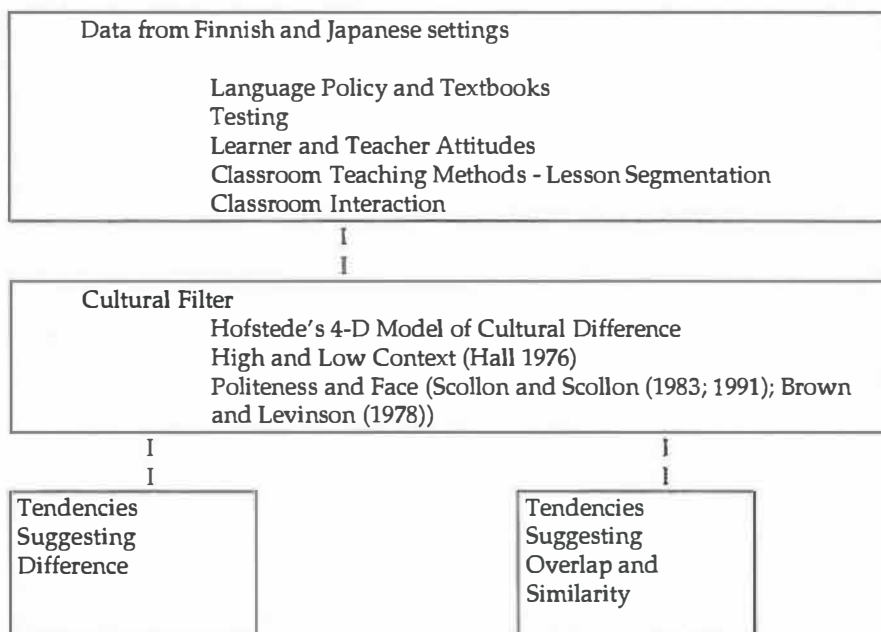 Data from Finnish and Japanese settings
Language Policy and Textbooks
Testing
Learner and Teacher Attitudes
Classroom Teaching Methods - Lesson Segmentation
Classroom Interaction
Cultural Filter
Hofstede's 4-D Model of Cultural Difference
High and Low Context (Hall 1976)
Politeness and Face (Scollon and Scollon (1983; 1991); Brown
and Levinson (1978))
Tendencies
Suggesting
Difference
Tendencies
Suggesting
Overlap and
Similarity